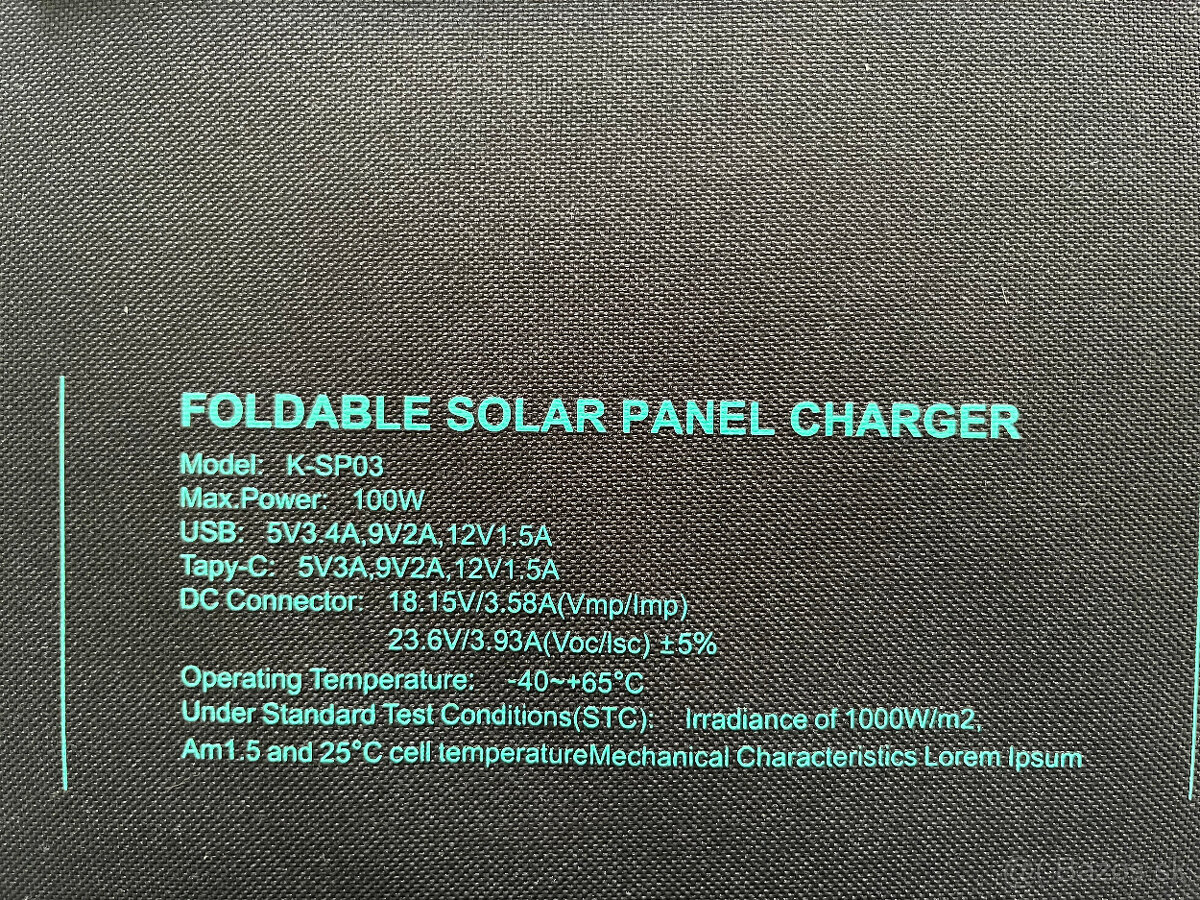 FOLDABLE SOLAR PANEL CHARGER
Model: K-SP03
Max.Power: 100W
USB: 5V3.4A,9V2A,12V1.5A
Tapy-C: 5V3A,9V2A,12V1.5A
DC Connector: 18.15V/3.58A(Vmp/Imp)
23.6V/3.93A(Voc/Isc) ±5%
Operating Temperature: -40~+65°C
Under Standard Test Conditions(STC): Irradiance of 1000W/m2,
Am1.5 and 25°C cell temperatureMechanical Characteristics Lorem Ipsum